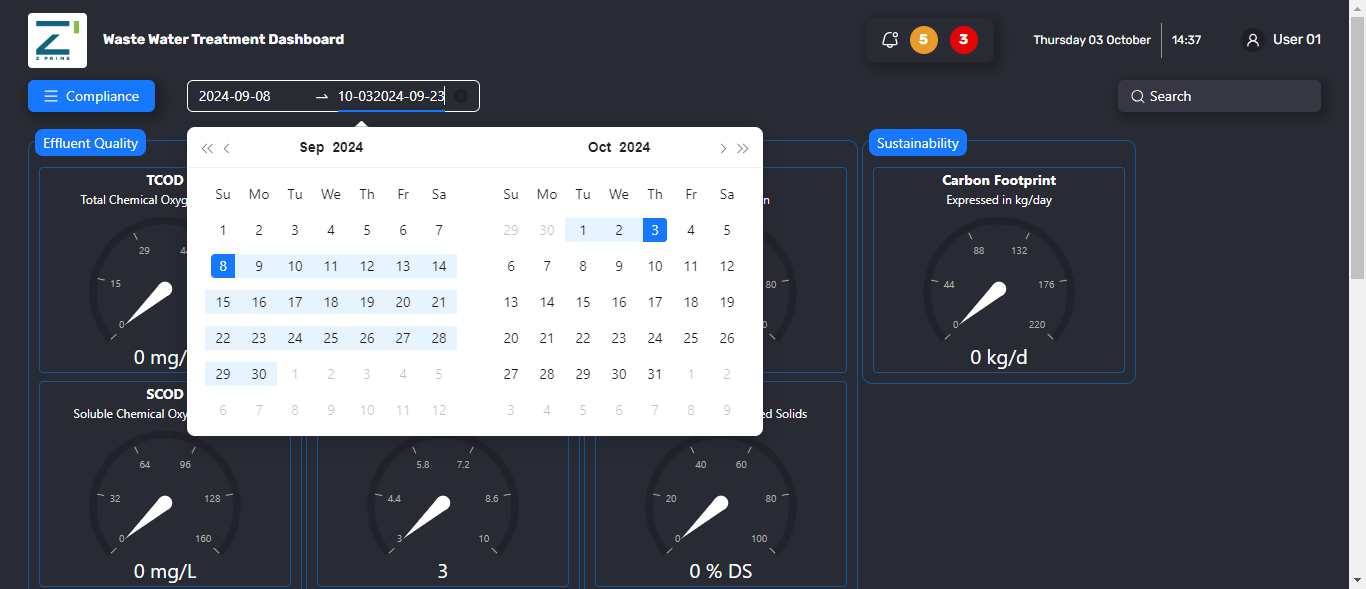 Z PRIME
Waste Water Treatment Dashboard
5
3
Thursday 03 October
14:37
User 01
Compliance
2024-09-08
10-032024-09-23
Search
Effluent Quality
Sustainability
Sep 2024
Oct 2024
Su Mo Tu We Th Fr Sa
1 2 3 4 5 6 7
8 9 10 11 12 13 14
15 16 17 18 19 20 21
22 23 24 25 26 27 28
29 30 1 2 3 4 5
6 7 8 9 10 11 12
Su Mo Tu We Th Fr Sa
29 30 1 2 3 4 5
6 7 8 9 10 11 12
13 14 15 16 17 18 19
20 21 22 23 24 25 26
27 28 29 30 31 1 2
3 4 5 6 7 8 9
TCOD
Total Chemical Oxyg
0 15 29 4
0 mg/
n
80
0
Carbon Footprint
Expressed in kg/day
0 44 88 132 176 220
0 kg/d
SCOD
Soluble Chemical Oxy
0 32 64 96 128 160
0 mg/L
3 4.4 5.8 7.2 8.6 10
3
ed Solids
0 20 40 60 80 100
0 % DS